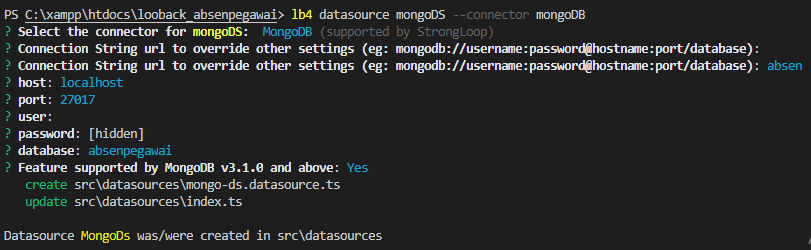 PS C:\xampp\htdocs\looback_absenpegawai> lb4 datasource mongoDS --connector mongoDB
? Select the connector for mongoDS:  MongoDB (supported by StrongLoop)
? Connection String url to override other settings (eg: mongodb://username:password@hostname:port/database):
? Connection String url to override other settings (eg: mongodb://username:password@hostname:port/database): absen
? host: localhost
? port: 27017
? user:
? password: [hidden]
? database: absenpegawai
? Feature supported by MongoDB v3.1.0 and above: Yes
   create src\datasources\mongo-ds.datasource.ts
   update src\datasources\index.ts
Datasource MongoDs was/were created in src\datasources